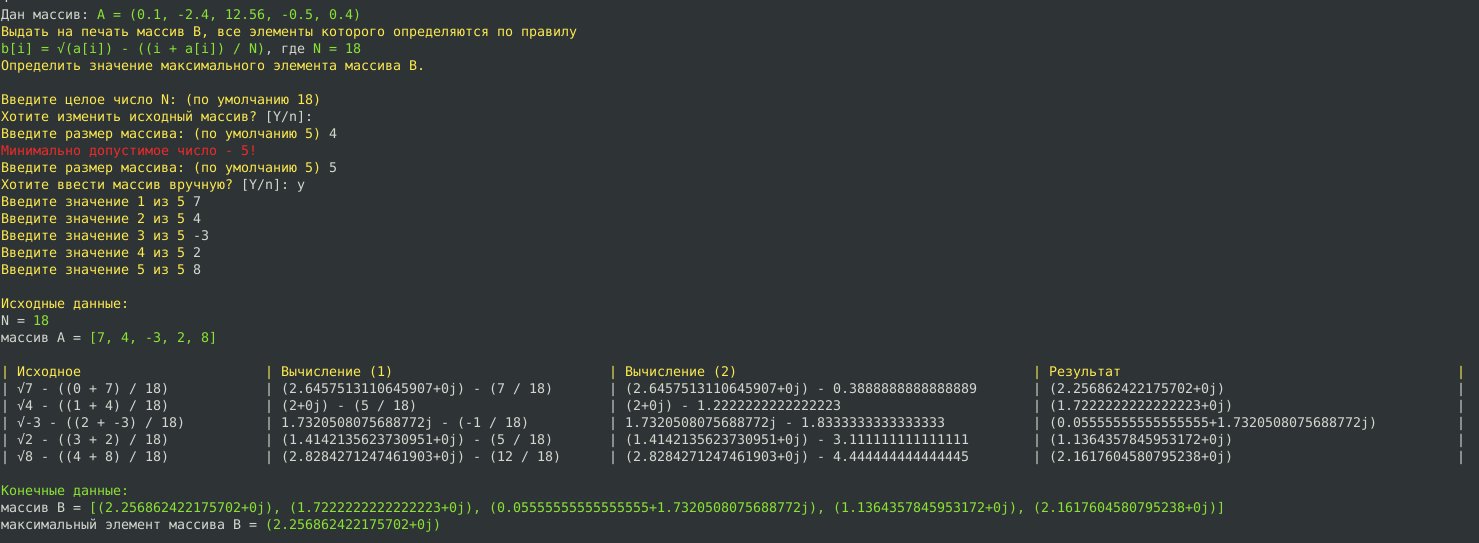 Дан массив: A = (0.1, -2.4, 12.56, -0.5, 0.4)
Выдать на печать массив B, все элементы которого определяются по правилу
b[i] = √(a[i]) - ((i + a[i]) / N), где N = 18
Определить значение максимального элемента массива B.
Введите целое число N: (по умолчанию 18)
Хотите изменить исходный массив? [Y/n]:
Введите размер массива: (по умолчанию 5) 4
Минимально допустимое число - 5!
Введите размер массива: (по умолчанию 5) 5
Хотите ввести массив вручную? [Y/n]: y
Введите значение 1 из 5 7
Введите значение 2 из 5 4
Введите значение 3 из 5 -3
Введите значение 4 из 5 2
Введите значение 5 из 5 8
Исходные данные:
N = 18
массив A = [7, 4, -3, 2, 8]
| Исходное | Вычисление (1) | Вычисление (2) | Результат |
| √7 - ((0 + 7) / 18) | (2.6457513110645907+0j) - (7 / 18) | (2.6457513110645907+0j) - 0.3888888888888889 | (2.256862422175702+0j) |
| √4 - ((1 + 4) / 18) | (2+0j) - (5 / 18) | (2+0j) - 1.2222222222222223 | (1.7222222222222223+0j) |
| √-3 - ((2 + -3) / 18) | 1.7320508075688772j - (-1 / 18) | 1.7320508075688772j - 1.8333333333333333 | (0.05555555555555555+1.7320508075688772j) |
| √2 - ((3 + 2) / 18) | (1.4142135623730951+0j) - (5 / 18) | (1.4142135623730951+0j) - 3.111111111111111 | (1.1364357845953172+0j) |
| √8 - ((4 + 8) / 18) | (2.8284271247461903+0j) - (12 / 18) | (2.8284271247461903+0j) - 4.444444444444445 | (2.1617604580795238+0j) |
Конечные данные:
массив B = [(2.256862422175702+0j), (1.7222222222222223+0j), (0.05555555555555555+1.7320508075688772j), (1.1364357845953172+0j), (2.1617604580795238+0j)]
максимальный элемент массива B = (2.256862422175702+0j)